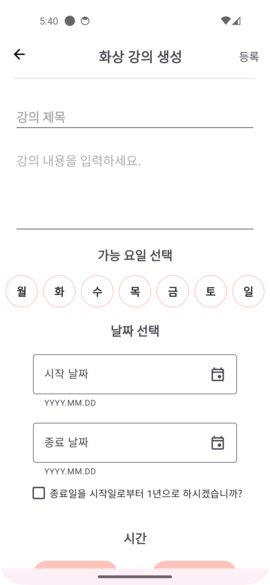 5:40
화상 강의 생성
등록
강의 제목
강의 내용을 입력하세요.
가능 요일 선택
월 화 수 목 금 토 일
날짜 선택
시작 날짜
YYYY.MM.DD
종료 날짜
YYYY.MM.DD
종료일을 시작일로부터 1년으로 하시겠습니까?
시간